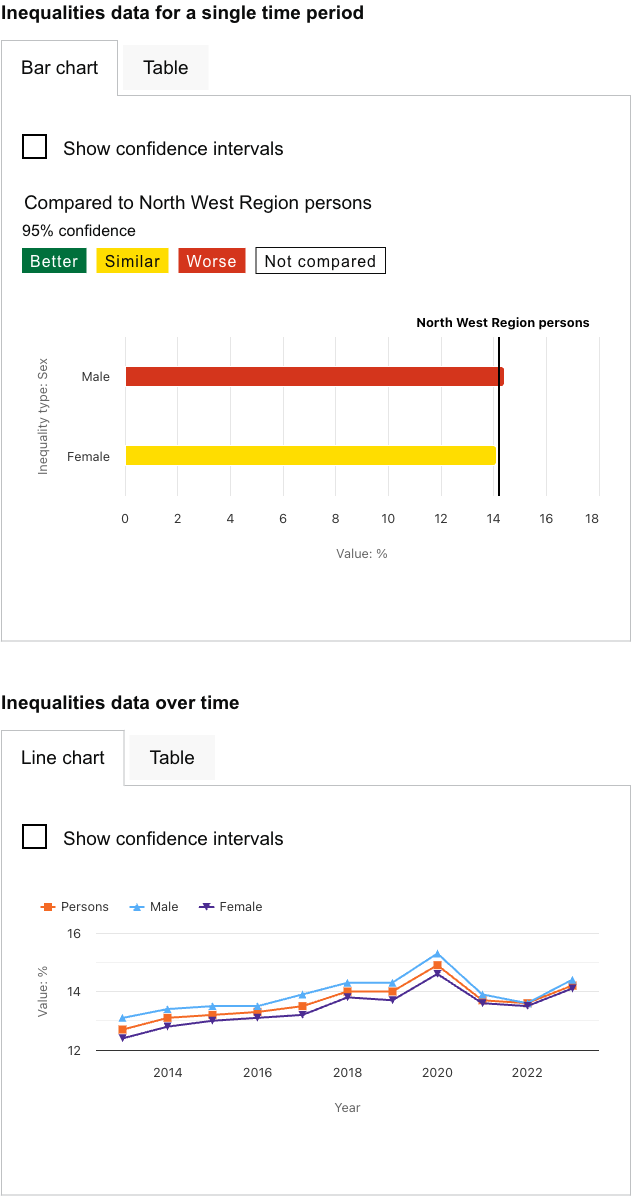 Inequalities data for a single time period
Bar chart Table
Show confidence intervals
Compared to North West Region persons
95% confidence
Better Similar Worse Not compared
North West Region persons
Inequality type: Sex
Male
Female
0 2 4 6 8 10 12 14 16 18
Value: %
Inequalities data over time
Line chart Table
Show confidence intervals
Persons Male Female
Value: %
16
14
12
2014 2016 2018 2020 2022
Year